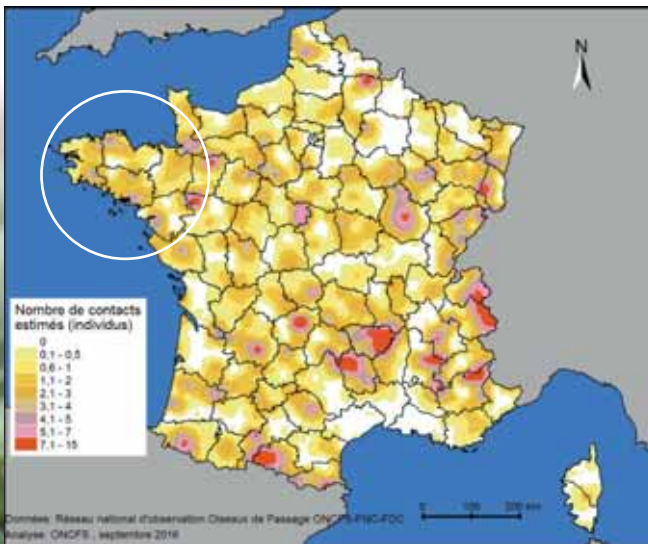 N
Nombre de contacts
estimés (individus)
0
0,1 - 0,5
0,6 - 1
1,1 - 2
2,1 - 3
3,1 - 4
4,1 - 5
5,1 - 7
7,1 - 15
0 100 200 km
Données: Réseau national d'observation Oiseaux de Passage ONCFS-FNC-FDC
Analyse: ONCFS, septembre 2016